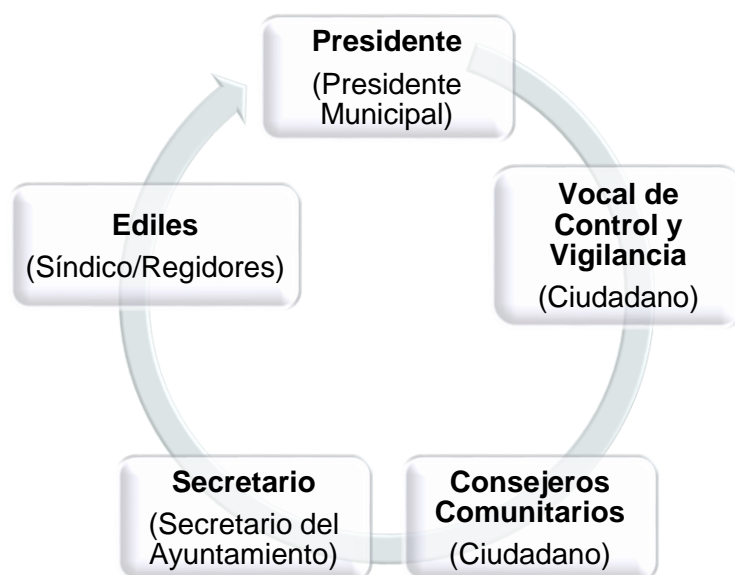 Presidente
(Presidente
Municipal)
Vocal de
Control y
Vigilancia
(Ciudadano)
Consejeros
Comunitarios
(Ciudadano)
Secretario
(Secretario del
Ayuntamiento)
Ediles
(Síndico/Regidores)